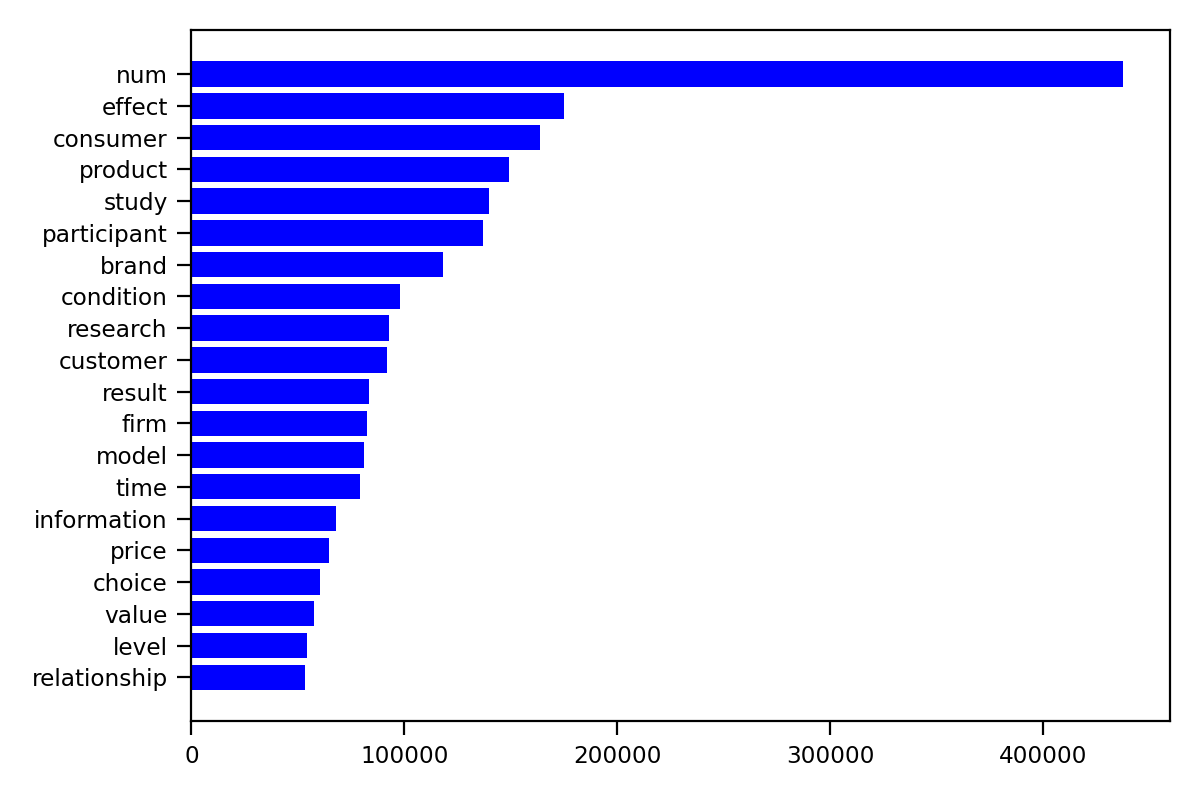 num
effect
consumer
product
study
participant
brand
condition
research
customer
result
firm
model
time
information
price
choice
value
level
relationship
0 100000 200000 300000 400000